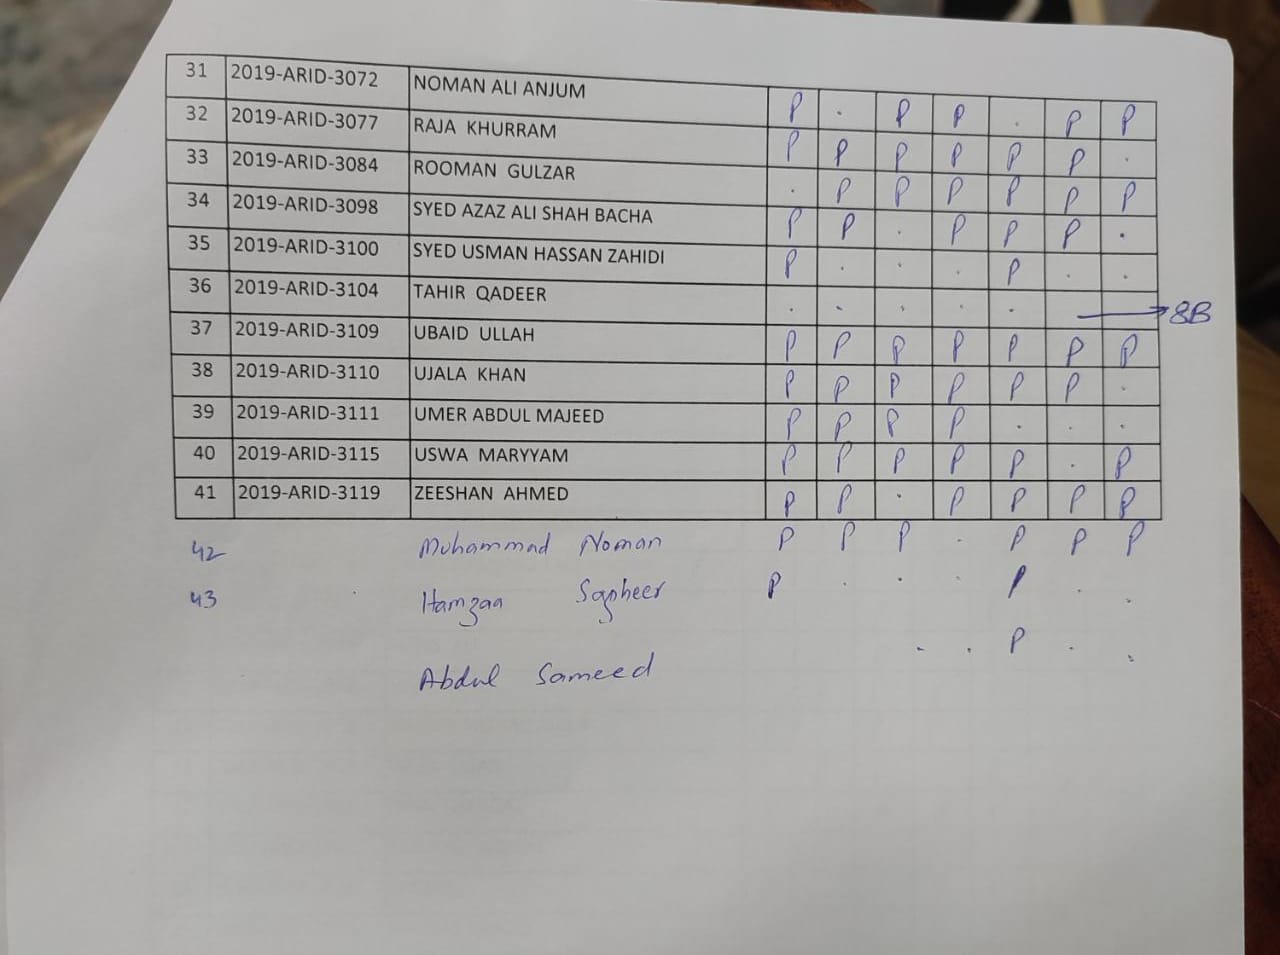 31 2019-ARID-3072 NOMAN ALI ANJUM P . P P . P P
32 2019-ARID-3077 RAJA KHURRAM P P P P P P .
33 2019-ARID-3084 ROOMAN GULZAR . P P P P P P
34 2019-ARID-3098 SYED AZAZ ALI SHAH BACHA P P . P P P .
35 2019-ARID-3100 SYED USMAN HASSAN ZAHIDI P . . . P . .
36 2019-ARID-3104 TAHIR QADEER . . . . . → 8B
37 2019-ARID-3109 UBAID ULLAH P P P P P P P
38 2019-ARID-3110 UJALA KHAN P P P P P P .
39 2019-ARID-3111 UMER ABDUL MAJEED P P P P . . .
40 2019-ARID-3115 USWA MARYYAM P P P P P . P
41 2019-ARID-3119 ZEESHAN AHMED P P . P P P P
42 Muhammad Noman P P P . P P P
43 Hamzaa Sagheer P . . . P . .
Abdul Sameed . . P . .